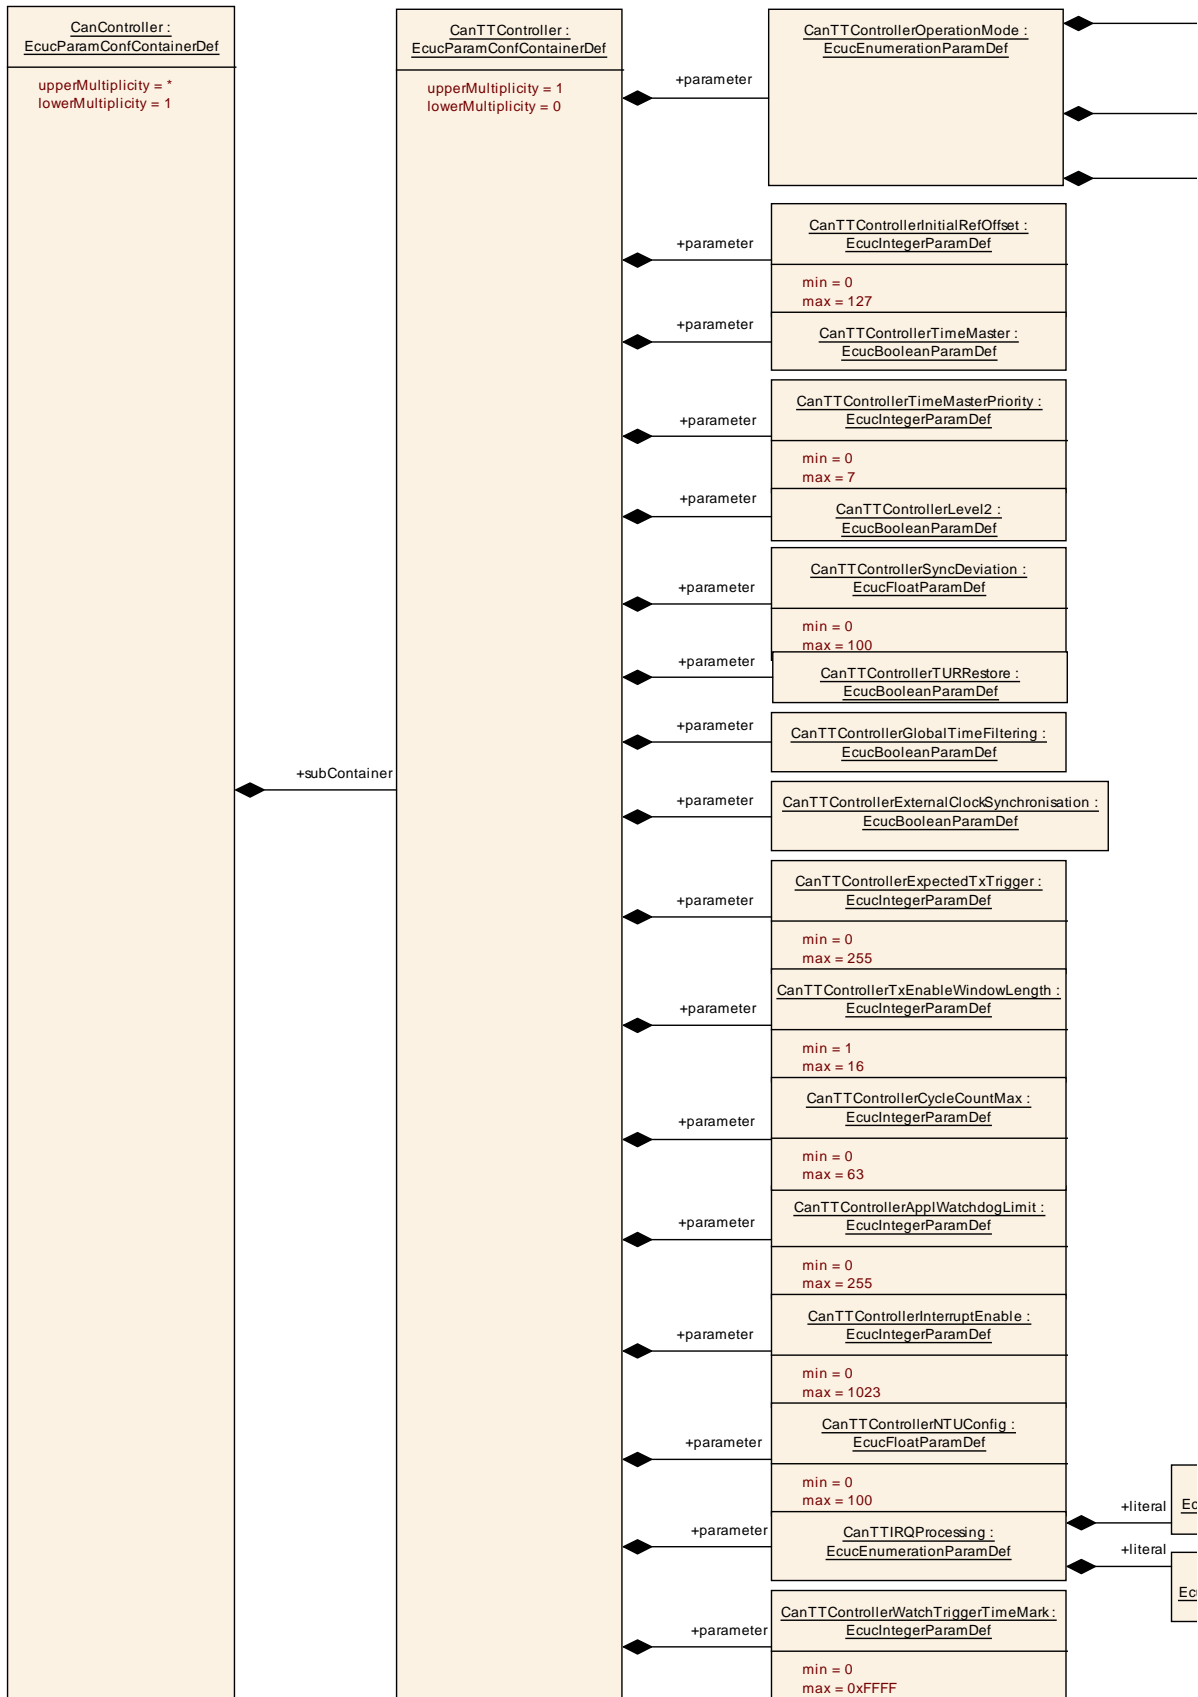 CanController :
EcucParamConfContainerDef
upperMultiplicity = *
lowerMultiplicity = 1
+subContainer
CanTTController :
EcucParamConfContainerDef
upperMultiplicity = 1
lowerMultiplicity = 0
+parameter
CanTTControllerOperationMode :
EcucEnumerationParamDef
+parameter
CanTTControllerInitialRefOffset :
EcucIntegerParamDef
min = 0
max = 127
+parameter
CanTTControllerTimeMaster :
EcucBooleanParamDef
+parameter
CanTTControllerTimeMasterPriority :
EcucIntegerParamDef
min = 0
max = 7
+parameter
CanTTControllerLevel2 :
EcucBooleanParamDef
+parameter
CanTTControllerSyncDeviation :
EcucFloatParamDef
min = 0
max = 100
+parameter
CanTTControllerTURRestore :
EcucBooleanParamDef
+parameter
CanTTControllerGlobalTimeFiltering :
EcucBooleanParamDef
+parameter
CanTTControllerExternalClockSynchronisation :
EcucBooleanParamDef
+parameter
CanTTControllerExpectedTxTrigger :
EcucIntegerParamDef
min = 0
max = 255
+parameter
CanTTControllerTxEnableWindowLength :
EcucIntegerParamDef
min = 1
max = 16
+parameter
CanTTControllerCycleCountMax :
EcucIntegerParamDef
min = 0
max = 63
+parameter
CanTTControllerApplWatchdogLimit :
EcucIntegerParamDef
min = 0
max = 255
+parameter
CanTTControllerInterruptEnable :
EcucIntegerParamDef
min = 0
max = 1023
+parameter
CanTTControllerNTUConfig :
EcucFloatParamDef
min = 0
max = 100
+parameter
CanTTIRQProcessing :
EcucEnumerationParamDef
+literal
+literal
+parameter
CanTTControllerWatchTriggerTimeMark :
EcucIntegerParamDef
min = 0
max = 0xFFFF